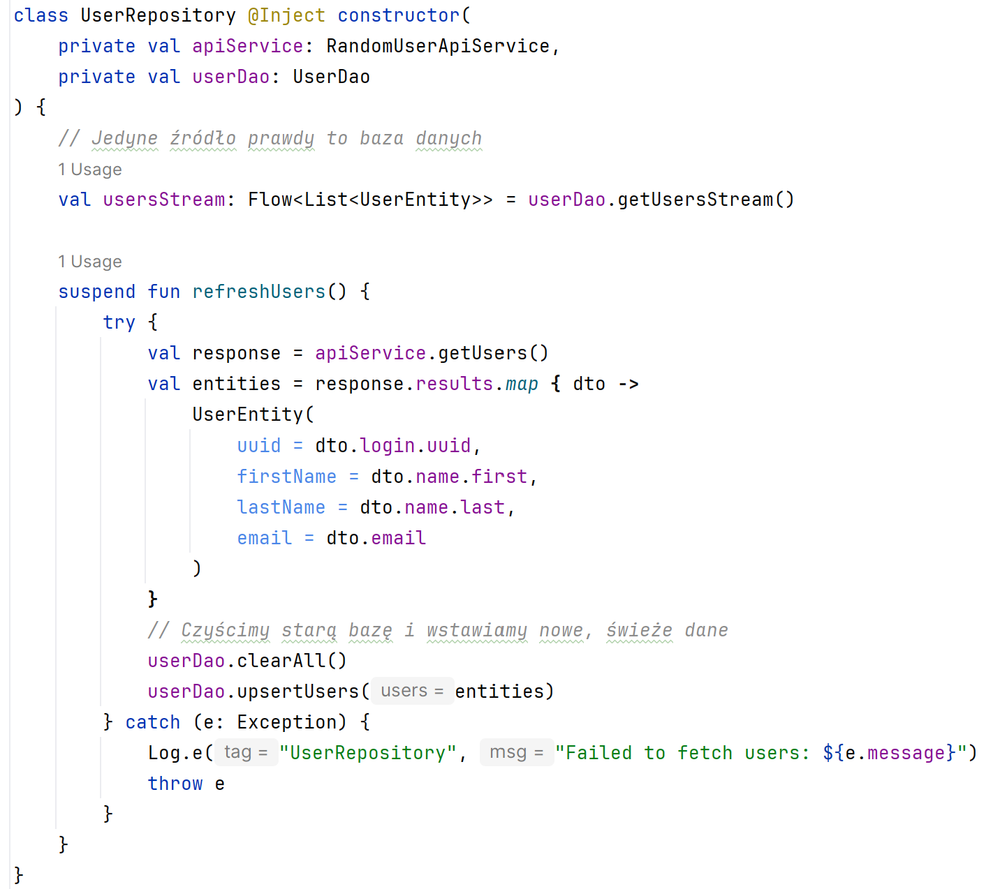 class UserRepository @Inject constructor(
    private val apiService: RandomUserApiService,
    private val userDao: UserDao
) {
    // Jedyne źródło prawdy to baza danych
    1 Usage
    val usersStream: Flow<List<UserEntity>> = userDao.getUsersStream()

    1 Usage
    suspend fun refreshUsers() {
        try {
            val response = apiService.getUsers()
            val entities = response.results.map { dto ->
                UserEntity(
                    uuid = dto.login.uuid,
                    firstName = dto.name.first,
                    lastName = dto.name.last,
                    email = dto.email
                )
            }
            // Czyścimy starą bazę i wstawiamy nowe, świeże dane
            userDao.clearAll()
            userDao.upsertUsers( users = entities)
        } catch (e: Exception) {
            Log.e( tag = "UserRepository", msg = "Failed to fetch users: ${e.message}")
            throw e
        }
    }
}